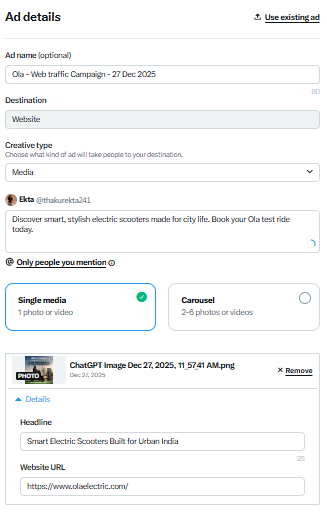 Ad details
Use existing ad
Ad name (optional)
Ola - Web traffic Campaign - 27 Dec 2025
80
Destination
Website
Creative type
Choose what kind of ad will take people to your destination.
Media
Ekta @thakurekta241
Discover smart, stylish electric scooters made for city life. Book your Ola test ride
today.
@ Only people you mention
Single media
1 photo or video
Carousel
2-6 photos or videos
PHOTO
ChatGPT Image Dec 27, 2025, 11_57_41 AM.png
Dec 27, 2025
× Remove
Details
Headline
Smart Electric Scooters Built for Urban India
25
Website URL
https://www.olaelectric.com/